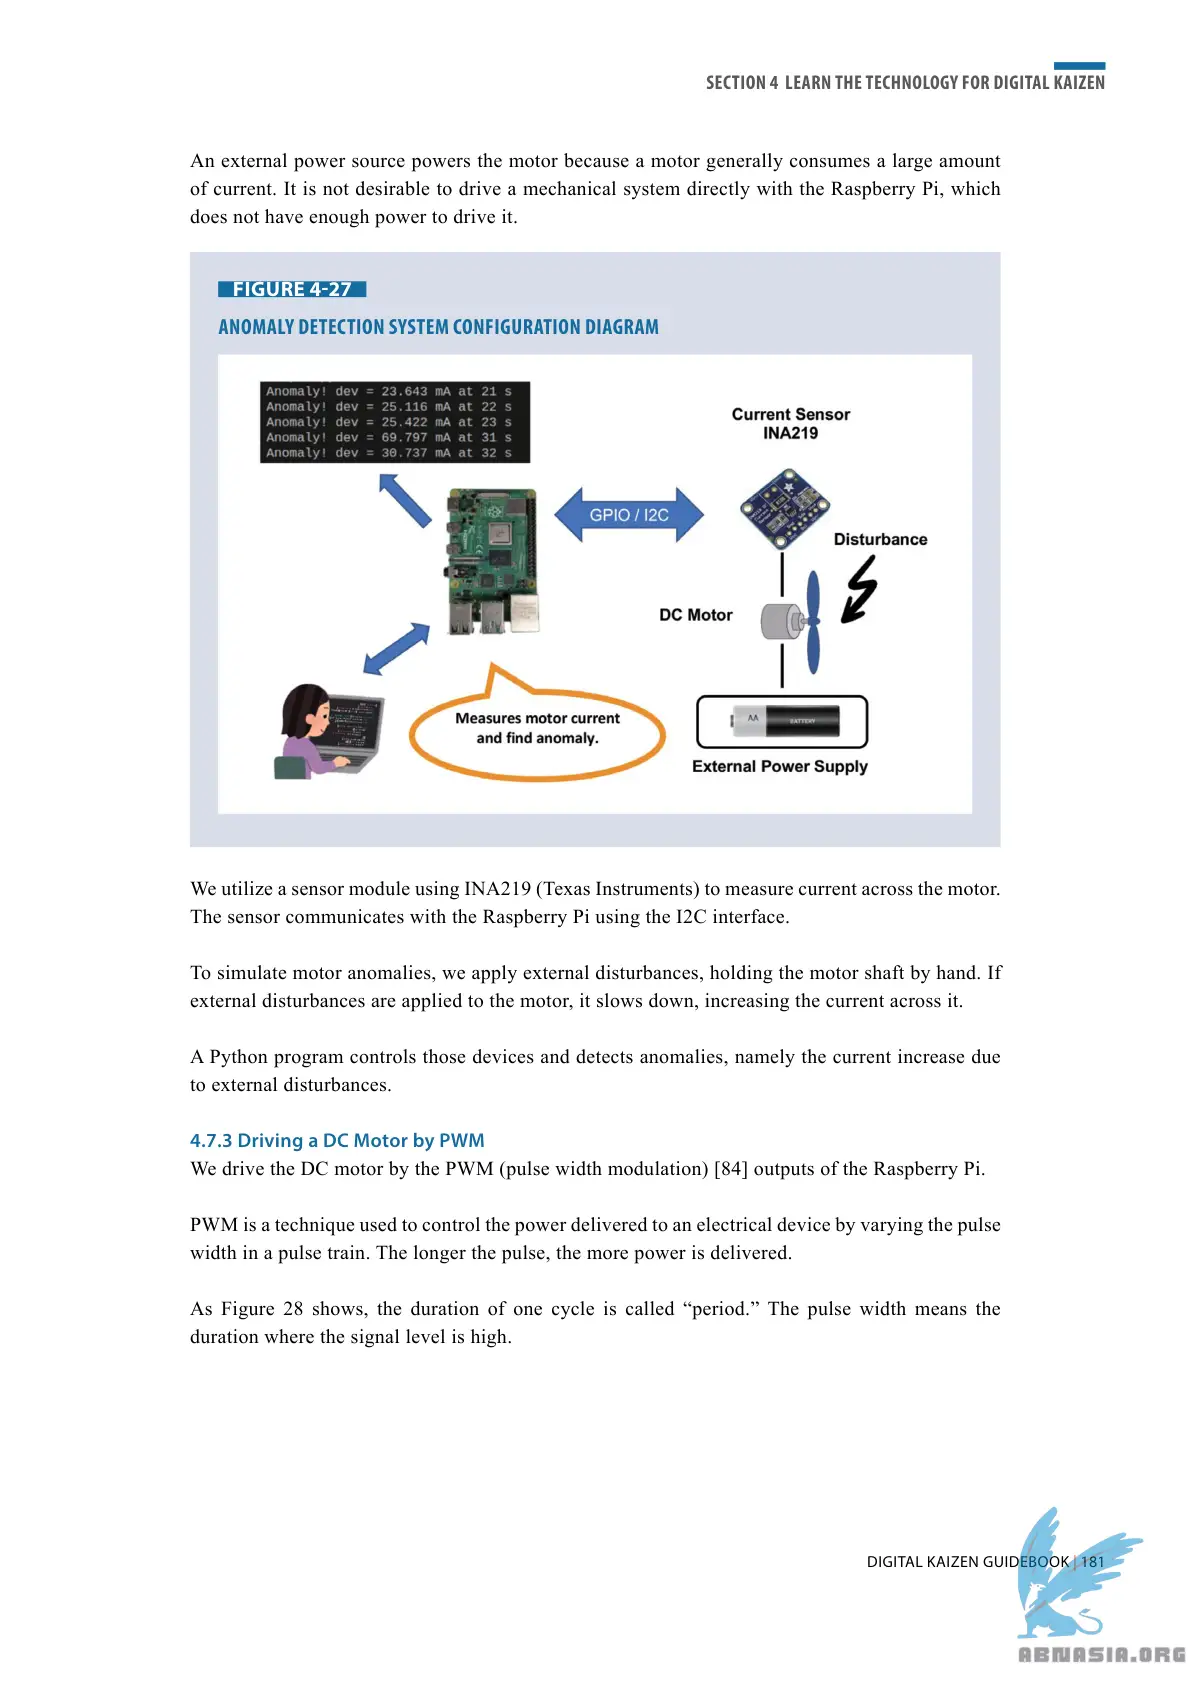 SECTION 4 LEARN THE TECHNOLOGY FOR DIGITAL KAIZEN
An external power source powers the motor because a motor generally consumes a large amount
of current. It is not desirable to drive a mechanical system directly with the Raspberry Pi, which
does not have enough power to drive it.
FIGURE 4-27
ANOMALY DETECTION SYSTEM CONFIGURATION DIAGRAM
Anomaly! dev = 23.643 mA at 21 s
Anomaly! dev = 25.116 mA at 22 s
Anomaly! dev = 25.422 mA at 23 s
Anomaly! dev = 69.797 mA at 31 s
Anomaly! dev = 30.737 mA at 32 s
Current Sensor
INA219
GPIO / I2C
Disturbance
DC Motor
Measures motor current
and find anomaly.
AA
BATTERY
External Power Supply
We utilize a sensor module using INA219 (Texas Instruments) to measure current across the motor.
The sensor communicates with the Raspberry Pi using the I2C interface.
To simulate motor anomalies, we apply external disturbances, holding the motor shaft by hand. If
external disturbances are applied to the motor, it slows down, increasing the current across it.
A Python program controls those devices and detects anomalies, namely the current increase due
to external disturbances.
4.7.3 Driving a DC Motor by PWM
We drive the DC motor by the PWM (pulse width modulation) [84] outputs of the Raspberry Pi.
PWM is a technique used to control the power delivered to an electrical device by varying the pulse
width in a pulse train. The longer the pulse, the more power is delivered.
As Figure 28 shows, the duration of one cycle is called “period.” The pulse width means the
duration where the signal level is high.
DIGITAL KAIZEN GUIDEBOOK | 181
ABNASIA.ORG